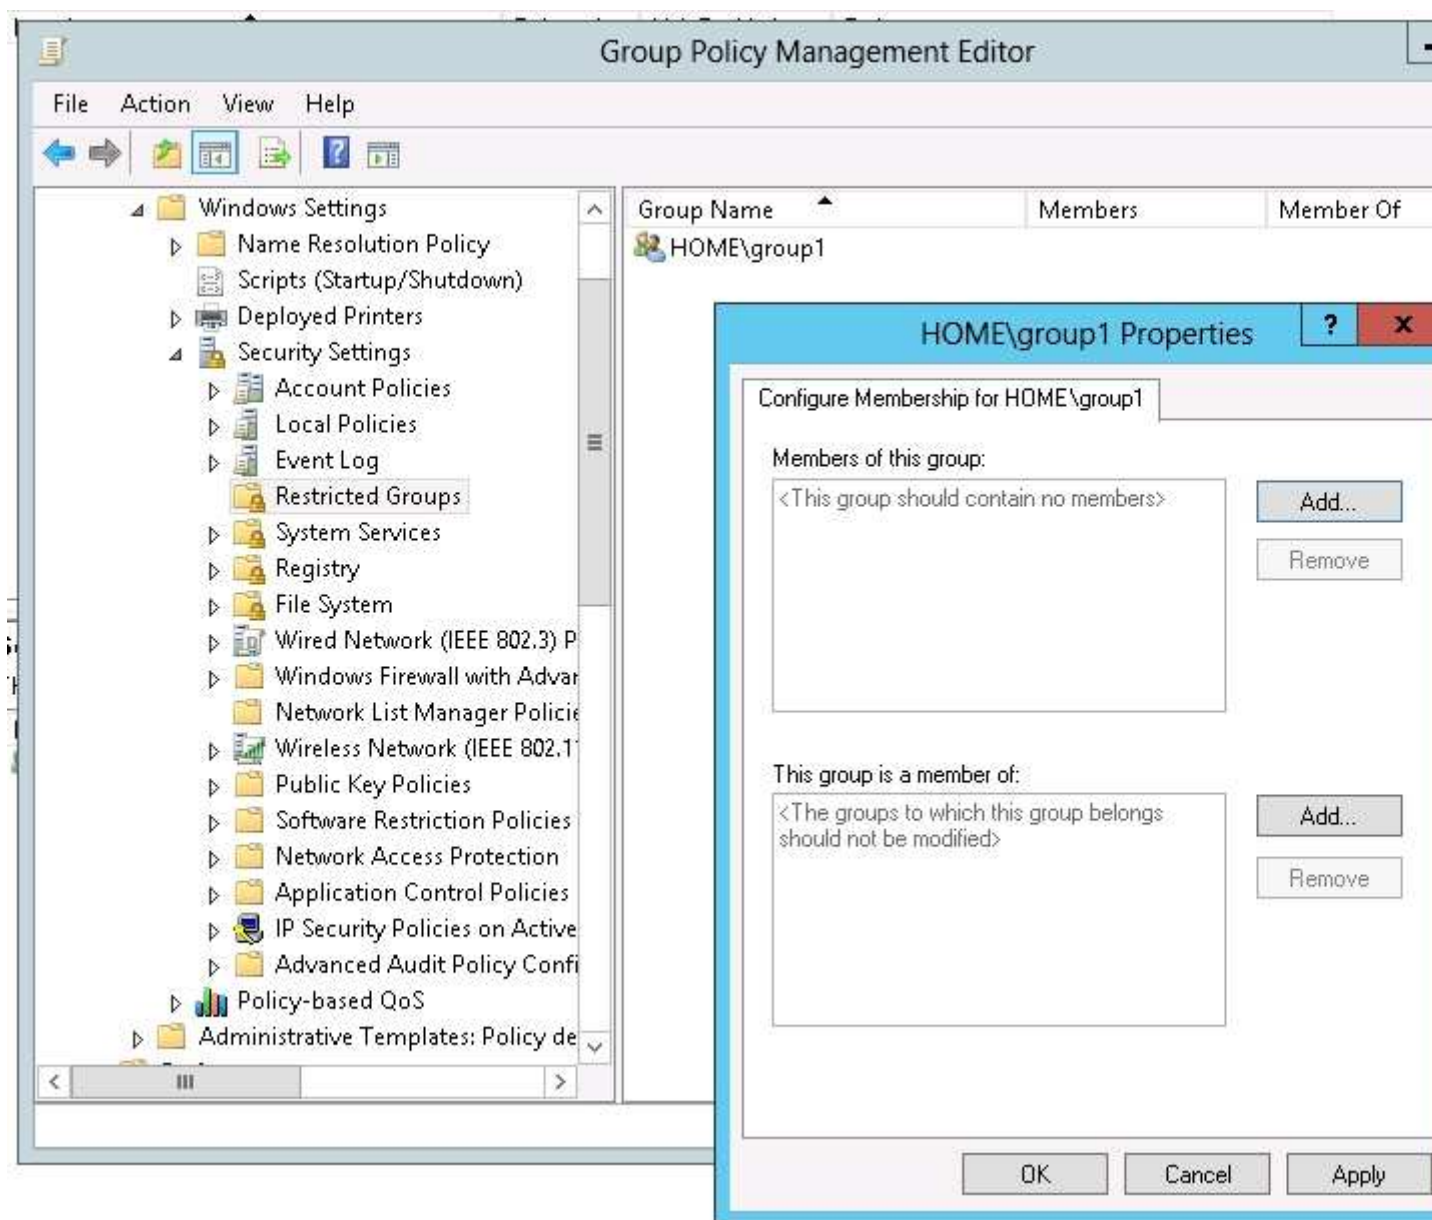 Group Policy Management Editor
File Action View Help
Windows Settings
Name Resolution Policy
Scripts (Startup/Shutdown)
Deployed Printers
Security Settings
Account Policies
Local Policies
Event Log
Restricted Groups
System Services
Registry
File System
Wired Network (IEEE 802.3) P
Windows Firewall with Advan
Network List Manager Policie
Wireless Network (IEEE 802.1
Public Key Policies
Software Restriction Policies
Network Access Protection
Application Control Policies
IP Security Policies on Active
Advanced Audit Policy Confi
Policy-based QoS
Administrative Templates: Policy de
Group Name Members Member Of
HOME\group1
HOME\group1 Properties ? x
Configure Membership for HOME\group1
Members of this group:
<This group should contain no members>
Add...
Remove
This group is a member of:
<The groups to which this group belongs
should not be modified>
Add...
Remove
OK Cancel Apply